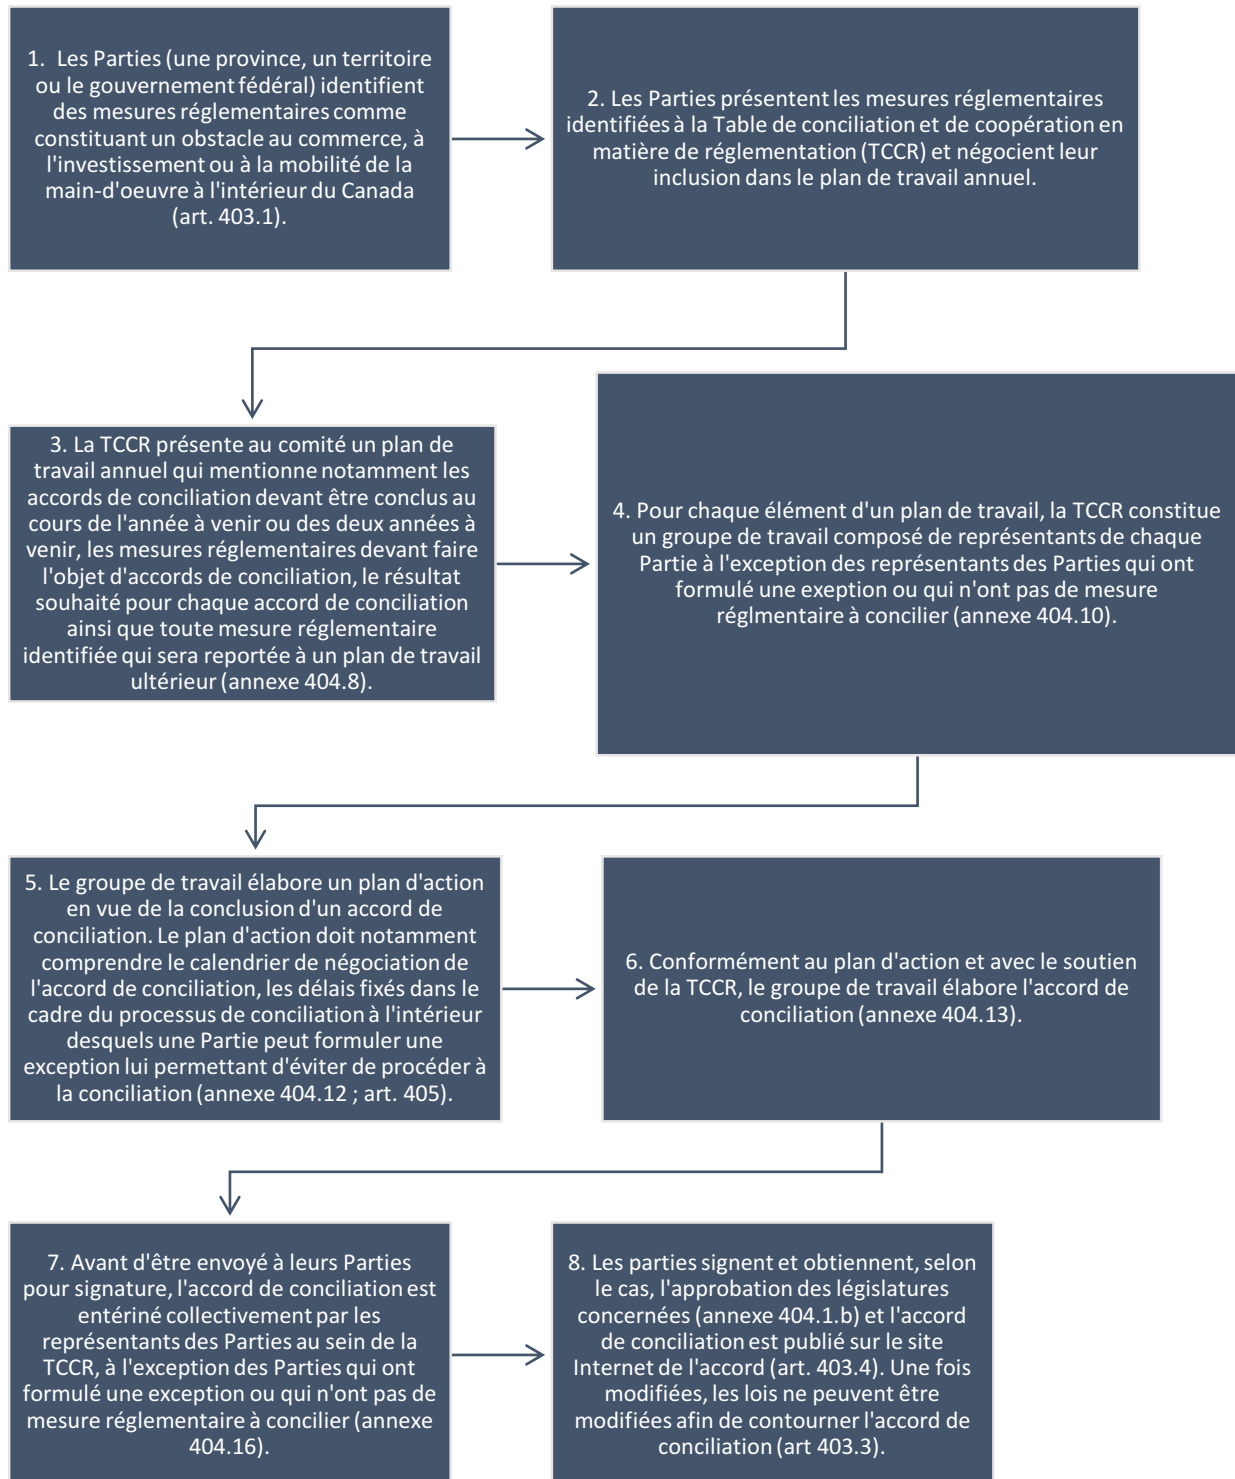 1. Les Parties (une province, un territoire
ou le gouvernement fédéral) identifient
des mesures réglementaires comme
constituant un obstacle au commerce, à
l'investissement ou à la mobilité de la
main-d'oeuvre à l'intérieur du Canada
(art. 403.1).
2. Les Parties présentent les mesures réglementaires
identifiées à la Table de conciliation et de coopération en
matière de réglementation (TCCR) et négocient leur
inclusion dans le plan de travail annuel.
3. La TCCR présente au comité un plan de
travail annuel qui mentionne notamment les
accords de conciliation devant être conclus au
cours de l'année à venir ou des deux années à
venir, les mesures réglementaires devant faire
l'objet d'accords de conciliation, le résultat
souhaité pour chaque accord de conciliation
ainsi que toute mesure réglementaire
identifiée qui sera reportée à un plan de travail
ultérieur (annexe 404.8).
4. Pour chaque élément d'un plan de travail, la TCCR constitue
un groupe de travail composé de représentants de chaque
Partie à l'exception des représentants des Parties qui ont
formulé une exeption ou qui n'ont pas de mesure
réglmentaire à concilier (annexe 404.10).
5. Le groupe de travail élabore un plan d'action
en vue de la conclusion d'un accord de
conciliation. Le plan d'action doit notamment
comprendre le calendrier de négociation de
l'accord de conciliation, les délais fixés dans le
cadre du processus de conciliation à l'intérieur
desquels une Partie peut formuler une
exception lui permettant d'éviter de procéder à
la conciliation (annexe 404.12 ; art. 405).
6. Conformément au plan d'action et avec le soutien
de la TCCR, le groupe de travail élabore l'accord de
conciliation (annexe 404.13).
7. Avant d'être envoyé à leurs Parties
pour signature, l'accord de conciliation est
entériné collectivement par les
représentants des Parties au sein de la
TCCR, à l'exception des Parties qui ont
formulé une exception ou qui n'ont pas de
mesure réglementaire à concilier (annexe
404.16).
8. Les parties signent et obtiennent, selon
le cas, l'approbation des législatures
concernées (annexe 404.1.b) et l'accord
de conciliation est publié sur le site
Internet de l'accord (art. 403.4). Une fois
modifiées, les lois ne peuvent être
modifiées afin de contourner l'accord de
conciliation (art 403.3).